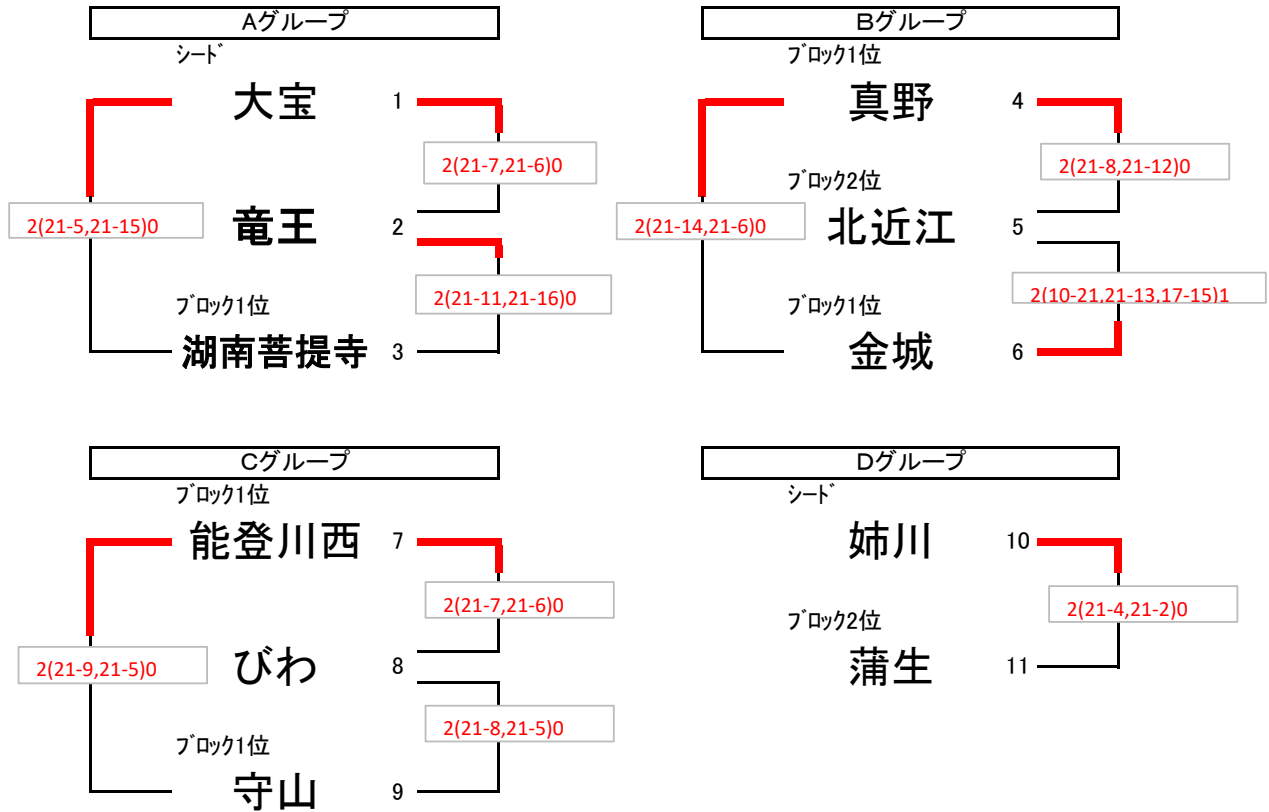 Aグループ
シード
大宝 1
2(21-7,21-6)0
竜王 2
2(21-5,21-15)0
2(21-11,21-16)0
ブロック1位
湖南菩提寺 3
Bグループ
ブロック1位
真野 4
2(21-8,21-12)0
ブロック2位
北近江 5
2(21-14,21-6)0
2(10-21,21-13,17-15)1
ブロック1位
金城 6
Cグループ
ブロック1位
能登川西 7
2(21-7,21-6)0
びわ 8
2(21-9,21-5)0
2(21-8,21-5)0
ブロック1位
守山 9
Dグループ
シード
姉川 10
2(21-4,21-2)0
ブロック2位
蒲生 11